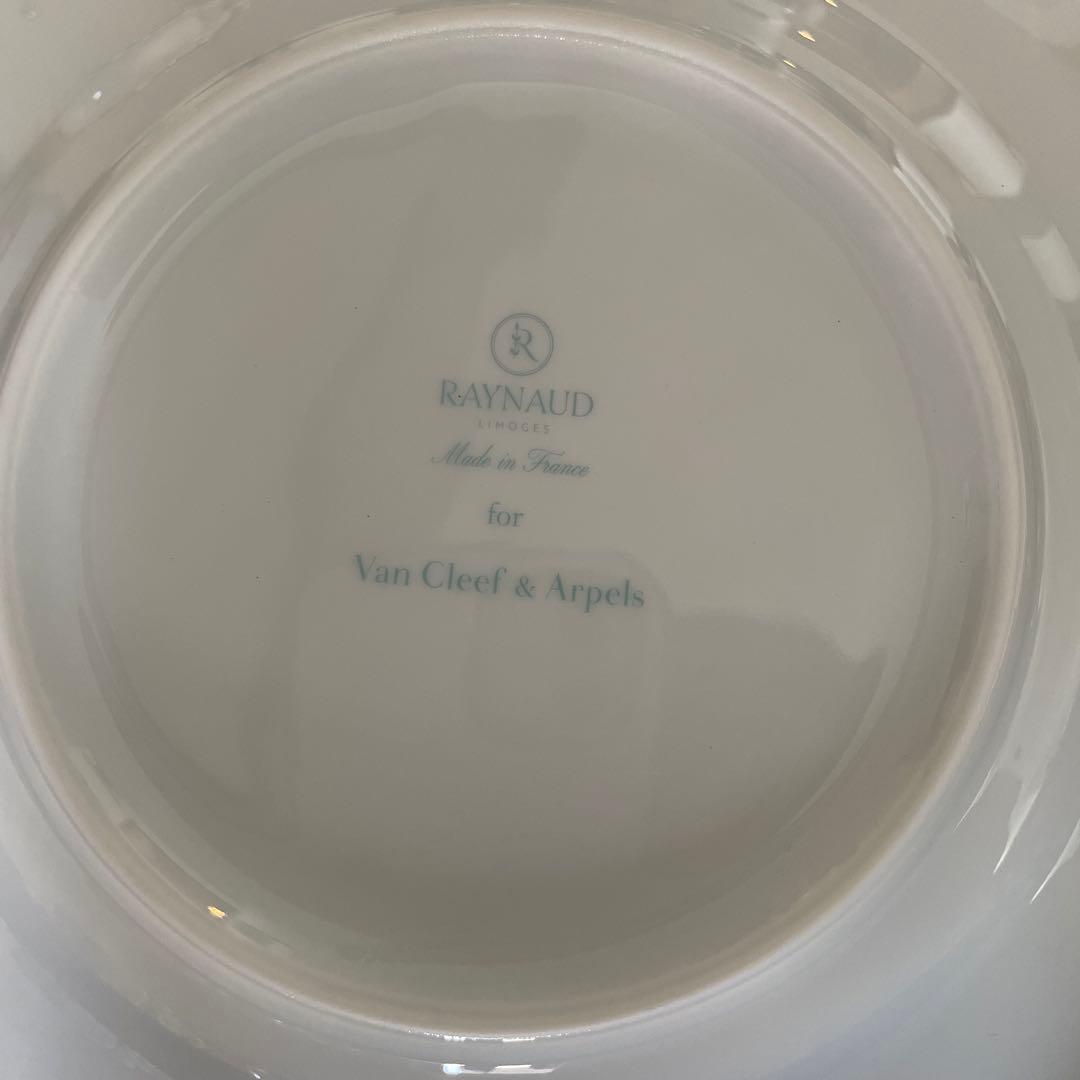 R
RAYNAUD
LIMOGES
Made in France
for
Van Cleef & Arpels